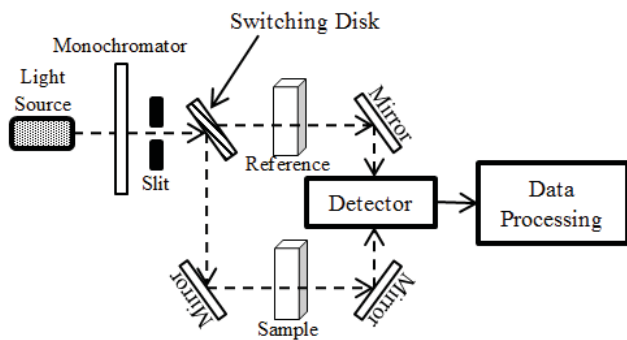 Switching Disk
Monochromator
Light
Source
Slit
Reference
Mirror
Detector
Data
Processing
Mirror
Sample
Mirror